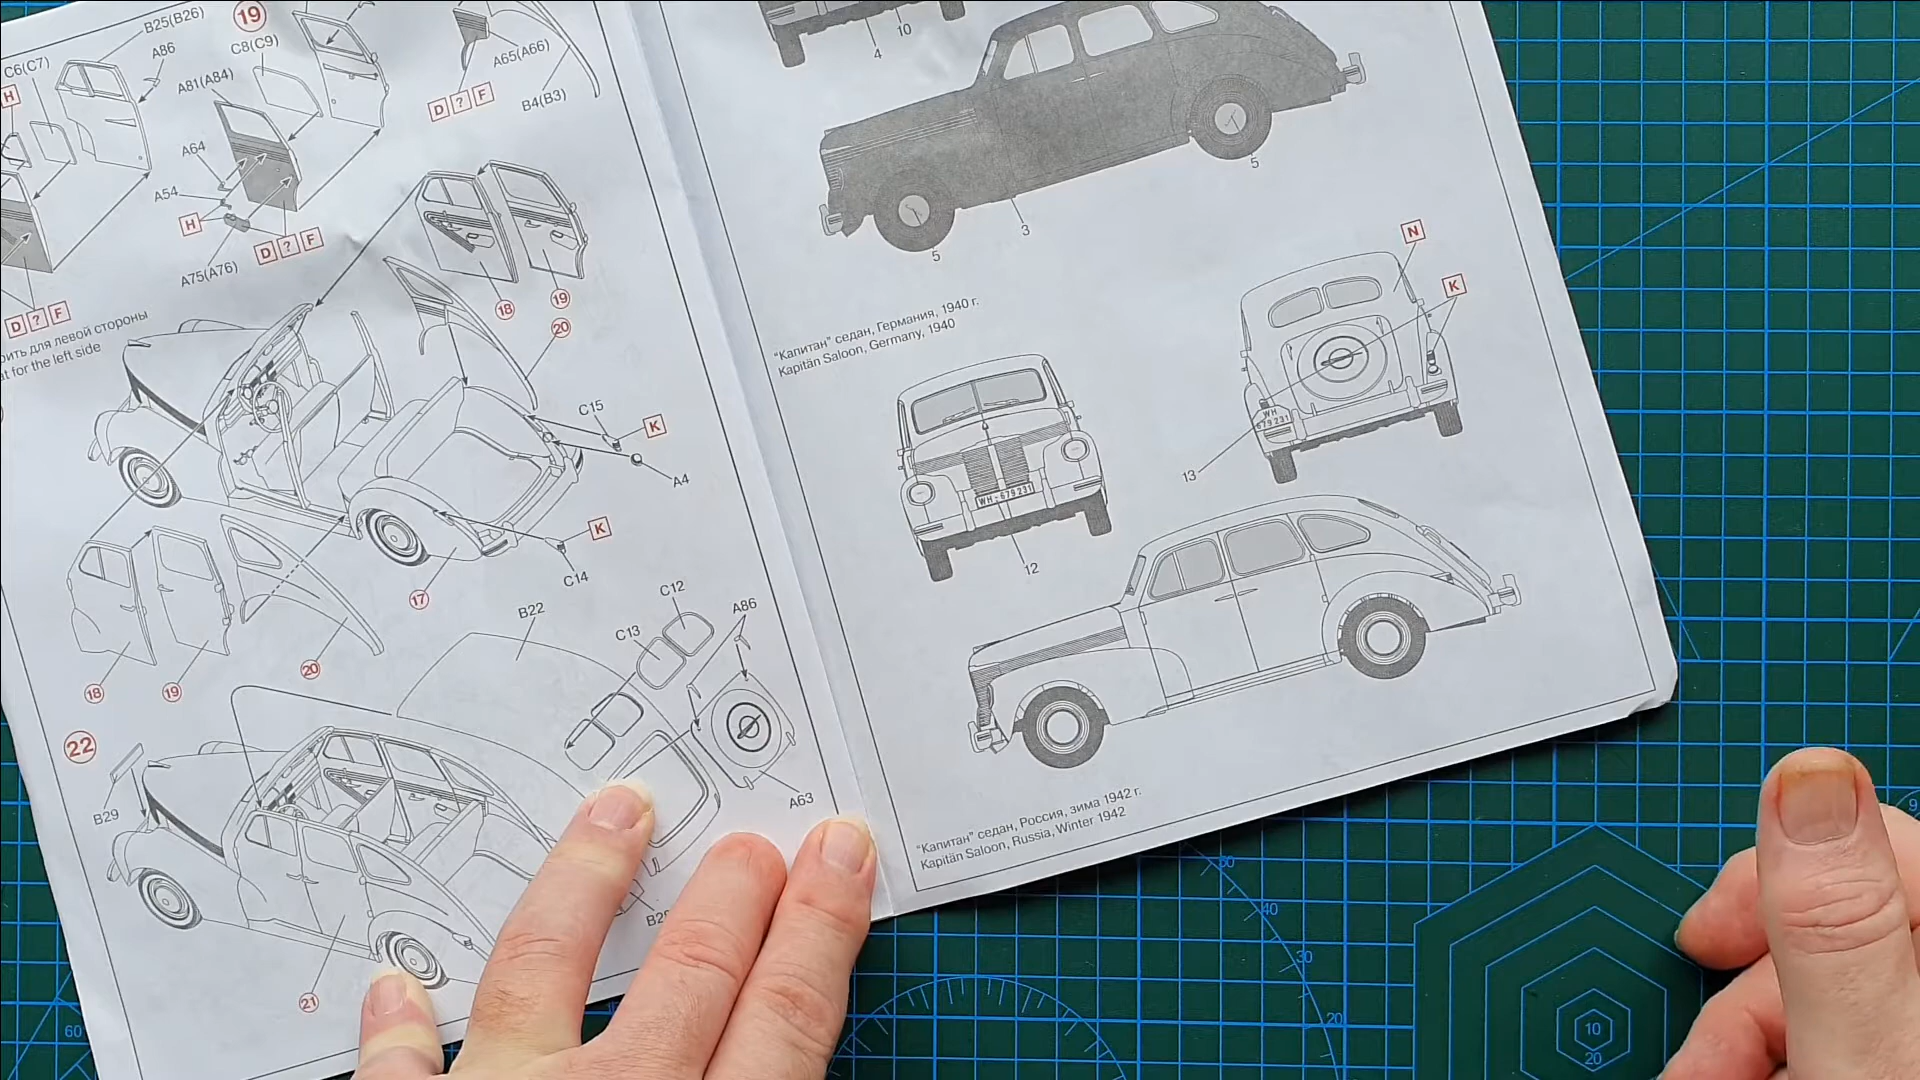 B25(B26)
19
C6(C7)
A86
C8(C9)
H
A81(A84)
A65(A66)
D ? F
B4(B3)
A64
A54
H
D ? F
A75(A76)
D ? F
для левой стороны
for the left side
18
19
20
C15
K
A4
K
C14
17
18
19
20
22
B22
C12
A86
C13
B29
A63
21
4
10
5
3
5
"Капитан" седан, Германия, 1940 г.
Kapitän Saloon, Germany, 1940
N
K
WH
679231
13
WH-679231
12
"Капитан" седан, Россия, зима 1942 г.
Kapitän Saloon, Russia, Winter 1942
60
50
40
30
20
10
20
9